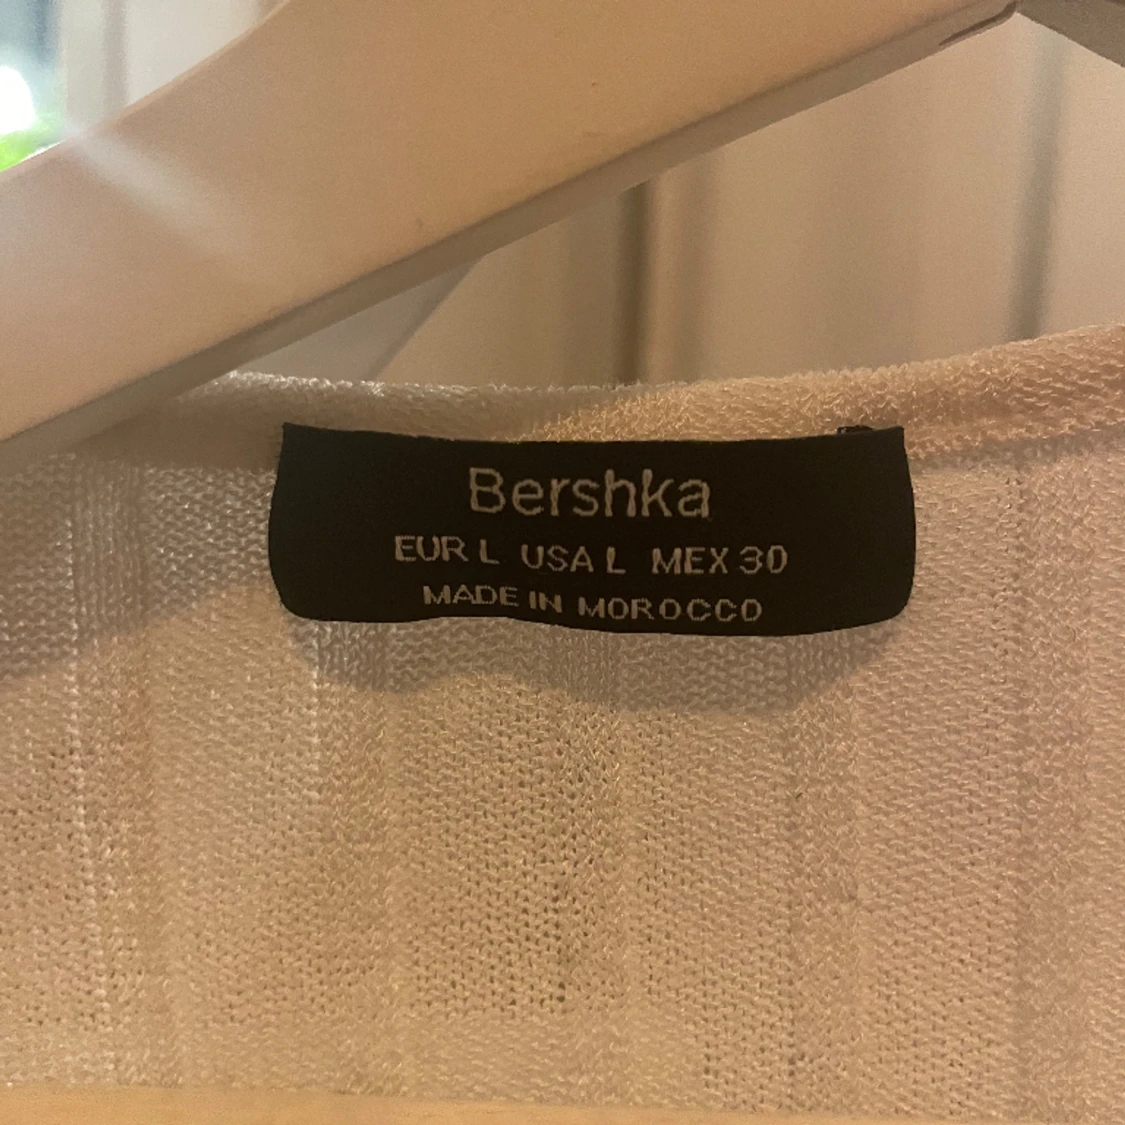 Bershka
EUR L USA L MEX 30
MADE IN MOROCCO